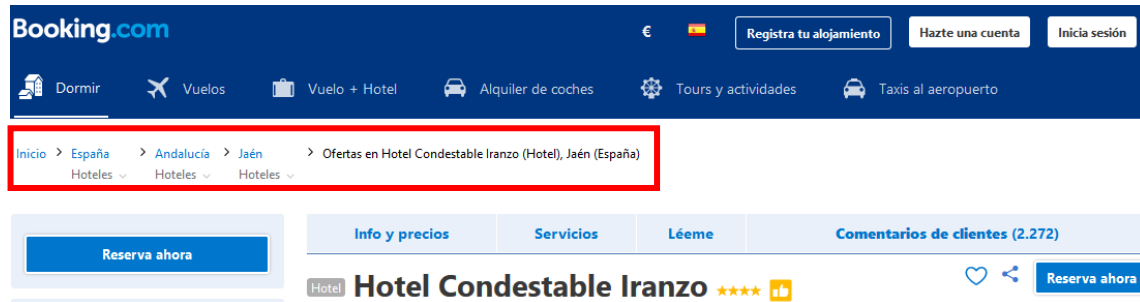 Booking.com € Registra tu alojamiento Hazte una cuenta Inicia sesión
Dormir Vuelos Vuelo + Hotel Alquiler de coches Tours y actividades Taxis al aeropuerto
Inicio > España > Andalucía > Jaén > Ofertas en Hotel Condestable Iranzo (Hotel), Jaén (España)
Hoteles Hoteles Hoteles
Info y precios Servicios Léeme Comentarios de clientes (2.272)
Reserva ahora
Hotel Hotel Condestable Iranzo Reserva ahora